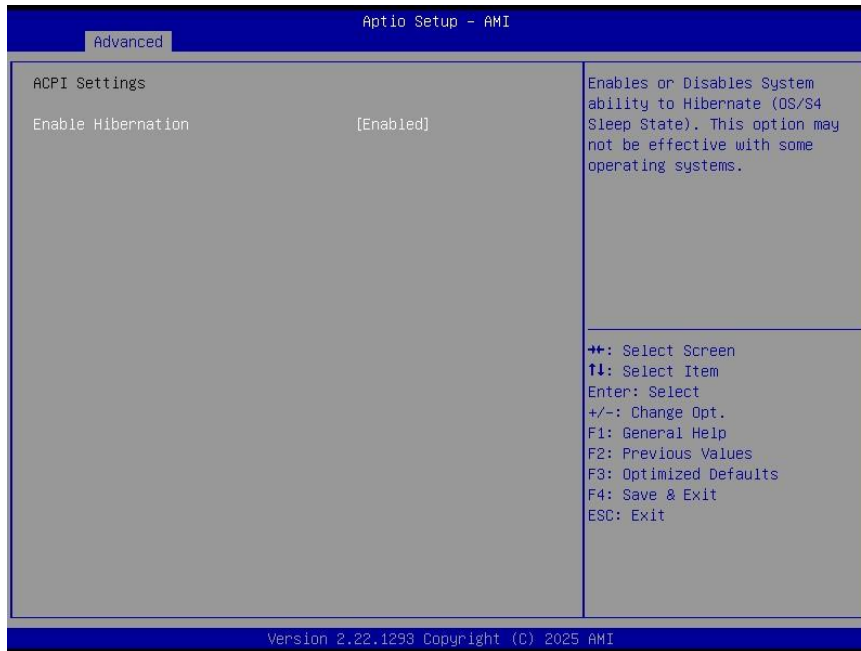 Aptio Setup - AMI
Advanced
ACPI Settings
Enable Hibernation [Enabled]
Enables or Disables System
ability to Hibernate (OS/S4
Sleep State). This option may
not be effective with some
operating systems.
→←: Select Screen
↑↓: Select Item
Enter: Select
+/-: Change Opt.
F1: General Help
F2: Previous Values
F3: Optimized Defaults
F4: Save & Exit
ESC: Exit
Version 2.22.1293 Copyright (C) 2025 AMI